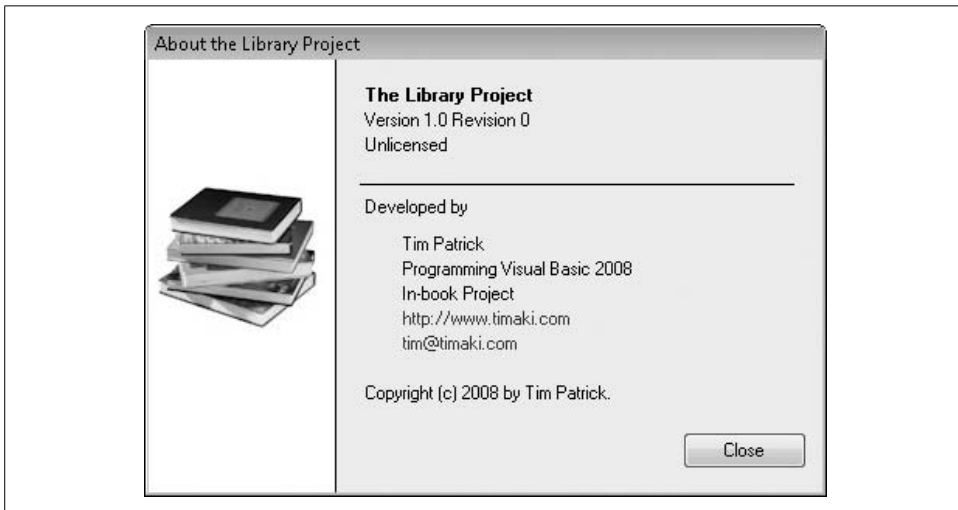 About the Library Project
The Library Project
Version 1.0 Revision 0
Unlicensed
Developed by
Tim Patrick
Programming Visual Basic 2008
In-book Project
http://www.timaki.com
tim@timaki.com
Copyright (c) 2008 by Tim Patrick.
Close